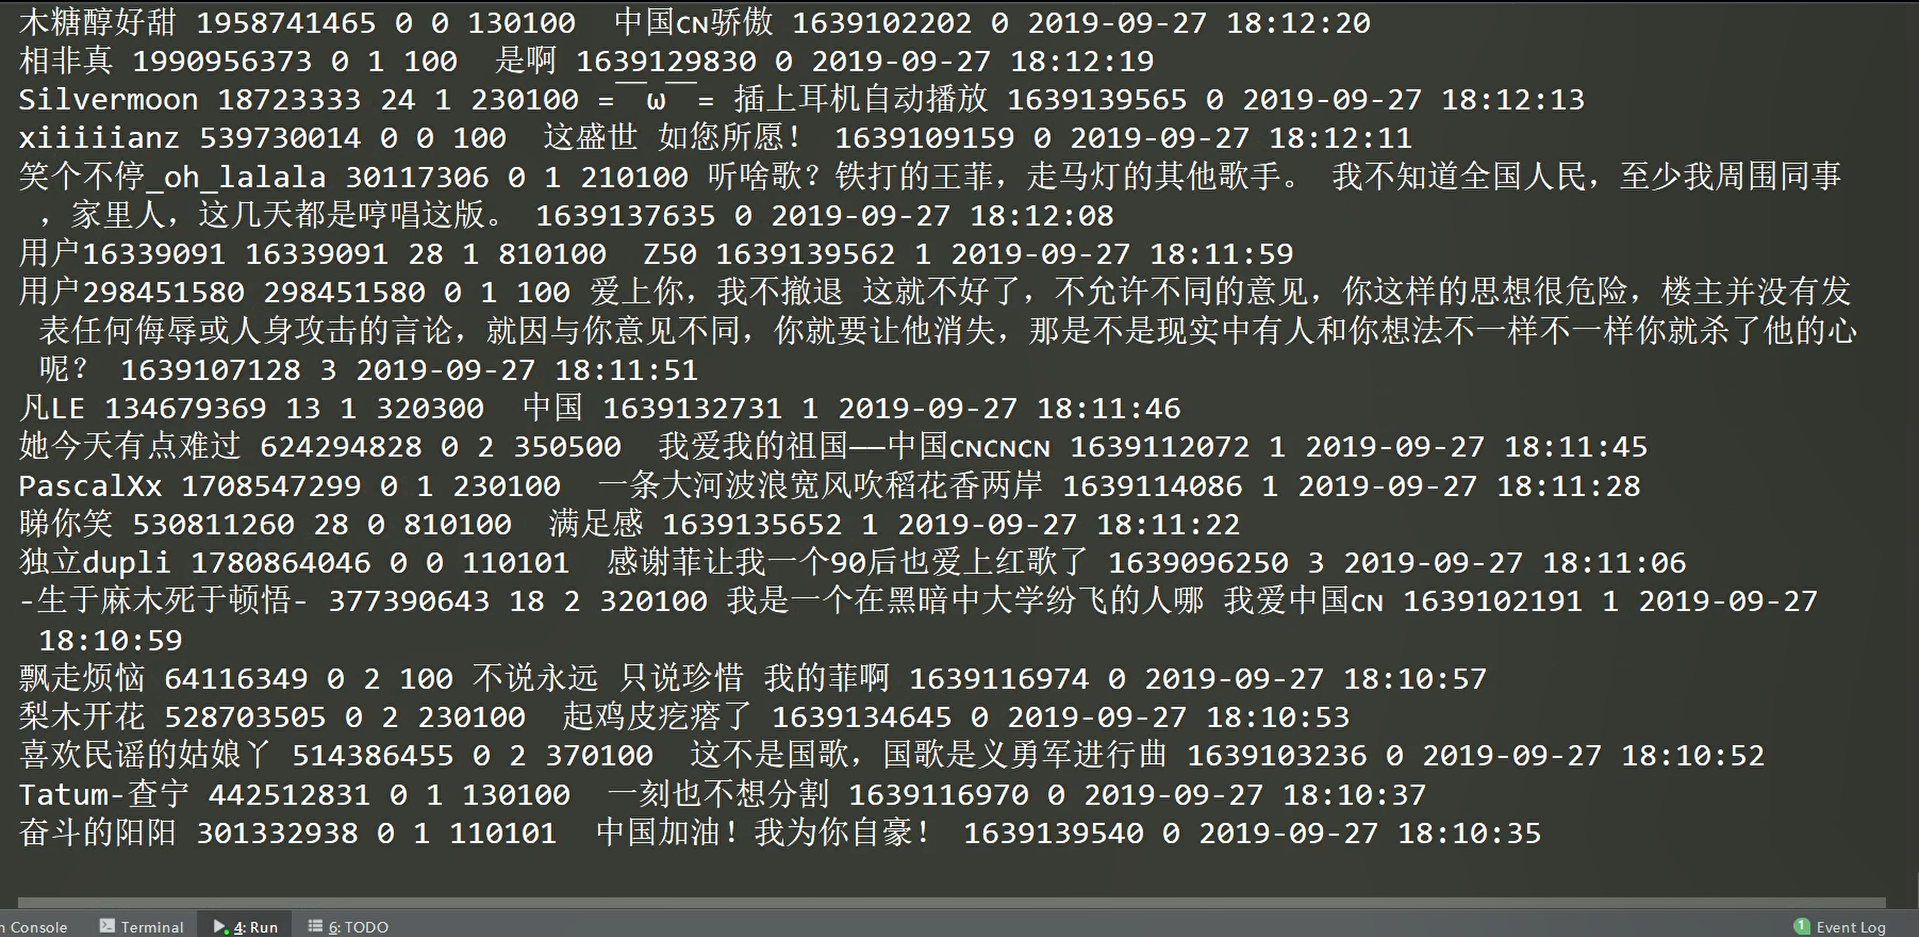 木糖醇好甜 1958741465 0 0 130100  中国🇨🇳骄傲 1639102202 0 2019-09-27 18:12:20
相非真 1990956373 0 1 100  是啊 1639129830 0 2019-09-27 18:12:19
Silvermoon 18723333 24 1 230100 =￣ω￣= 插上耳机自动播放 1639139565 0 2019-09-27 18:12:13
xiiiiianz 539730014 0 0 100  这盛世 如您所愿！ 1639109159 0 2019-09-27 18:12:11
笑个不停_oh_lalala 30117306 0 1 210100 听啥歌？铁打的王菲，走马灯的其他歌手。 我不知道全国人民，至少我周围同事
，家里人，这几天都是哼唱这版。 1639137635 0 2019-09-27 18:12:08
用户16339091 16339091 28 1 810100  Z50 1639139562 1 2019-09-27 18:11:59
用户298451580 298451580 0 1 100 爱上你，我不撤退 这就不好了，不允许不同的意见，你这样的思想很危险，楼主并没有发
表任何侮辱或人身攻击的言论，就因与你意见不同，你就要让他消失，那是不是现实中有人和你想法不一样不一样你就杀了他的心
呢？ 1639107128 3 2019-09-27 18:11:51
凡LE 134679369 13 1 320300  中国 1639132731 1 2019-09-27 18:11:46
她今天有点难过 624294828 0 2 350500  我爱我的祖国——中国🇨🇳🇨🇳🇨🇳 1639112072 1 2019-09-27 18:11:45
PascalXx 1708547299 0 1 230100  一条大河波浪宽风吹稻花香两岸 1639114086 1 2019-09-27 18:11:28
睇你笑 530811260 28 0 810100  满足感 1639135652 1 2019-09-27 18:11:22
独立dupli 1780864046 0 0 110101  感谢菲让我一个90后也爱上红歌了 1639096250 3 2019-09-27 18:11:06
-生于麻木死于顿悟- 377390643 18 2 320100 我是一个在黑暗中大学纷飞的人哪 我爱中国🇨🇳 1639102191 1 2019-09-27
18:10:59
飘走烦恼 64116349 0 2 100 不说永远 只说珍惜 我的菲啊 1639116974 0 2019-09-27 18:10:57
梨木开花 528703505 0 2 230100  起鸡皮疙瘩了 1639134645 0 2019-09-27 18:10:53
喜欢民谣的姑娘丫 514386455 0 2 370100  这不是国歌，国歌是义勇军进行曲 1639103236 0 2019-09-27 18:10:52
Tatum-查宁 442512831 0 1 130100  一刻也不想分割 1639116970 0 2019-09-27 18:10:37
奋斗的阳阳 301332938 0 1 110101  中国加油！我为你自豪！ 1639139540 0 2019-09-27 18:10:35
n Console Terminal 4: Run 6: TODO 1 Event Log